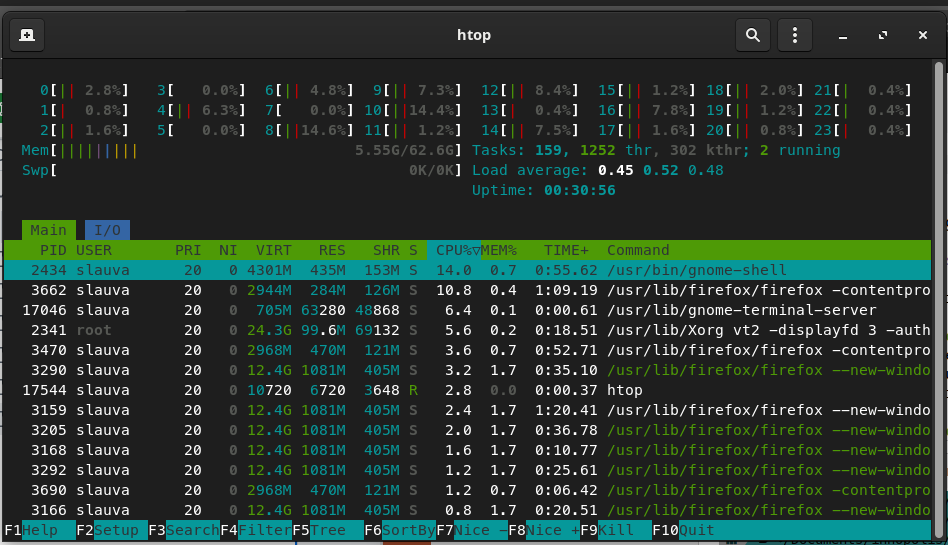 htop
0[|| 2.8%] 3[ 0.0%] 6[|| 4.8%] 9[|| 7.3%] 12[|| 8.4%] 15[|| 1.2%] 18[|| 2.0%] 21[| 0.4%]
1[| 0.8%] 4[|| 6.3%] 7[ 0.0%] 10[||14.4%] 13[| 0.4%] 16[|| 7.8%] 19[|| 1.2%] 22[| 0.4%]
2[|| 1.6%] 5[ 0.0%] 8[||14.6%] 11[|| 1.2%] 14[|| 7.5%] 17[|| 1.6%] 20[|| 0.8%] 23[| 0.4%]
Mem[||||||||| 5.55G/62.6G] Tasks: 159, 1252 thr, 302 kthr; 2 running
Swp[ 0K/0K] Load average: 0.45 0.52 0.48
Uptime: 00:30:56
Main I/O
PID USER PRI NI VIRT RES SHR S CPU%▽MEM% TIME+ Command
2434 slauva 20 0 4301M 435M 153M S 14.0 0.7 0:55.62 /usr/bin/gnome-shell
3662 slauva 20 0 2944M 284M 126M S 10.8 0.4 1:09.19 /usr/lib/firefox/firefox -contentpro
17046 slauva 20 0 705M 63280 48868 S 6.4 0.1 0:00.61 /usr/lib/gnome-terminal-server
2341 root 20 0 24.3G 99.6M 69132 S 5.6 0.2 0:18.51 /usr/lib/Xorg vt2 -displayfd 3 -auth
3470 slauva 20 0 2968M 470M 121M S 3.6 0.7 0:52.71 /usr/lib/firefox/firefox -contentpro
3290 slauva 20 0 12.4G 1081M 405M S 3.2 1.7 0:35.10 /usr/lib/firefox/firefox --new-windo
17544 slauva 20 0 10720 6720 3648 R 2.8 0.0 0:00.37 htop
3159 slauva 20 0 12.4G 1081M 405M S 2.4 1.7 1:20.41 /usr/lib/firefox/firefox --new-windo
3205 slauva 20 0 12.4G 1081M 405M S 2.0 1.7 0:36.78 /usr/lib/firefox/firefox --new-windo
3168 slauva 20 0 12.4G 1081M 405M S 1.6 1.7 0:10.77 /usr/lib/firefox/firefox --new-windo
3292 slauva 20 0 12.4G 1081M 405M S 1.2 1.7 0:25.61 /usr/lib/firefox/firefox --new-windo
3690 slauva 20 0 2968M 470M 121M S 1.2 0.7 0:06.42 /usr/lib/firefox/firefox -contentpro
3166 slauva 20 0 12.4G 1081M 405M S 0.8 1.7 0:20.51 /usr/lib/firefox/firefox --new-windo
F1Help F2Setup F3SearchF4FilterF5Tree F6SortByF7Nice -F8Nice +F9Kill F10Quit